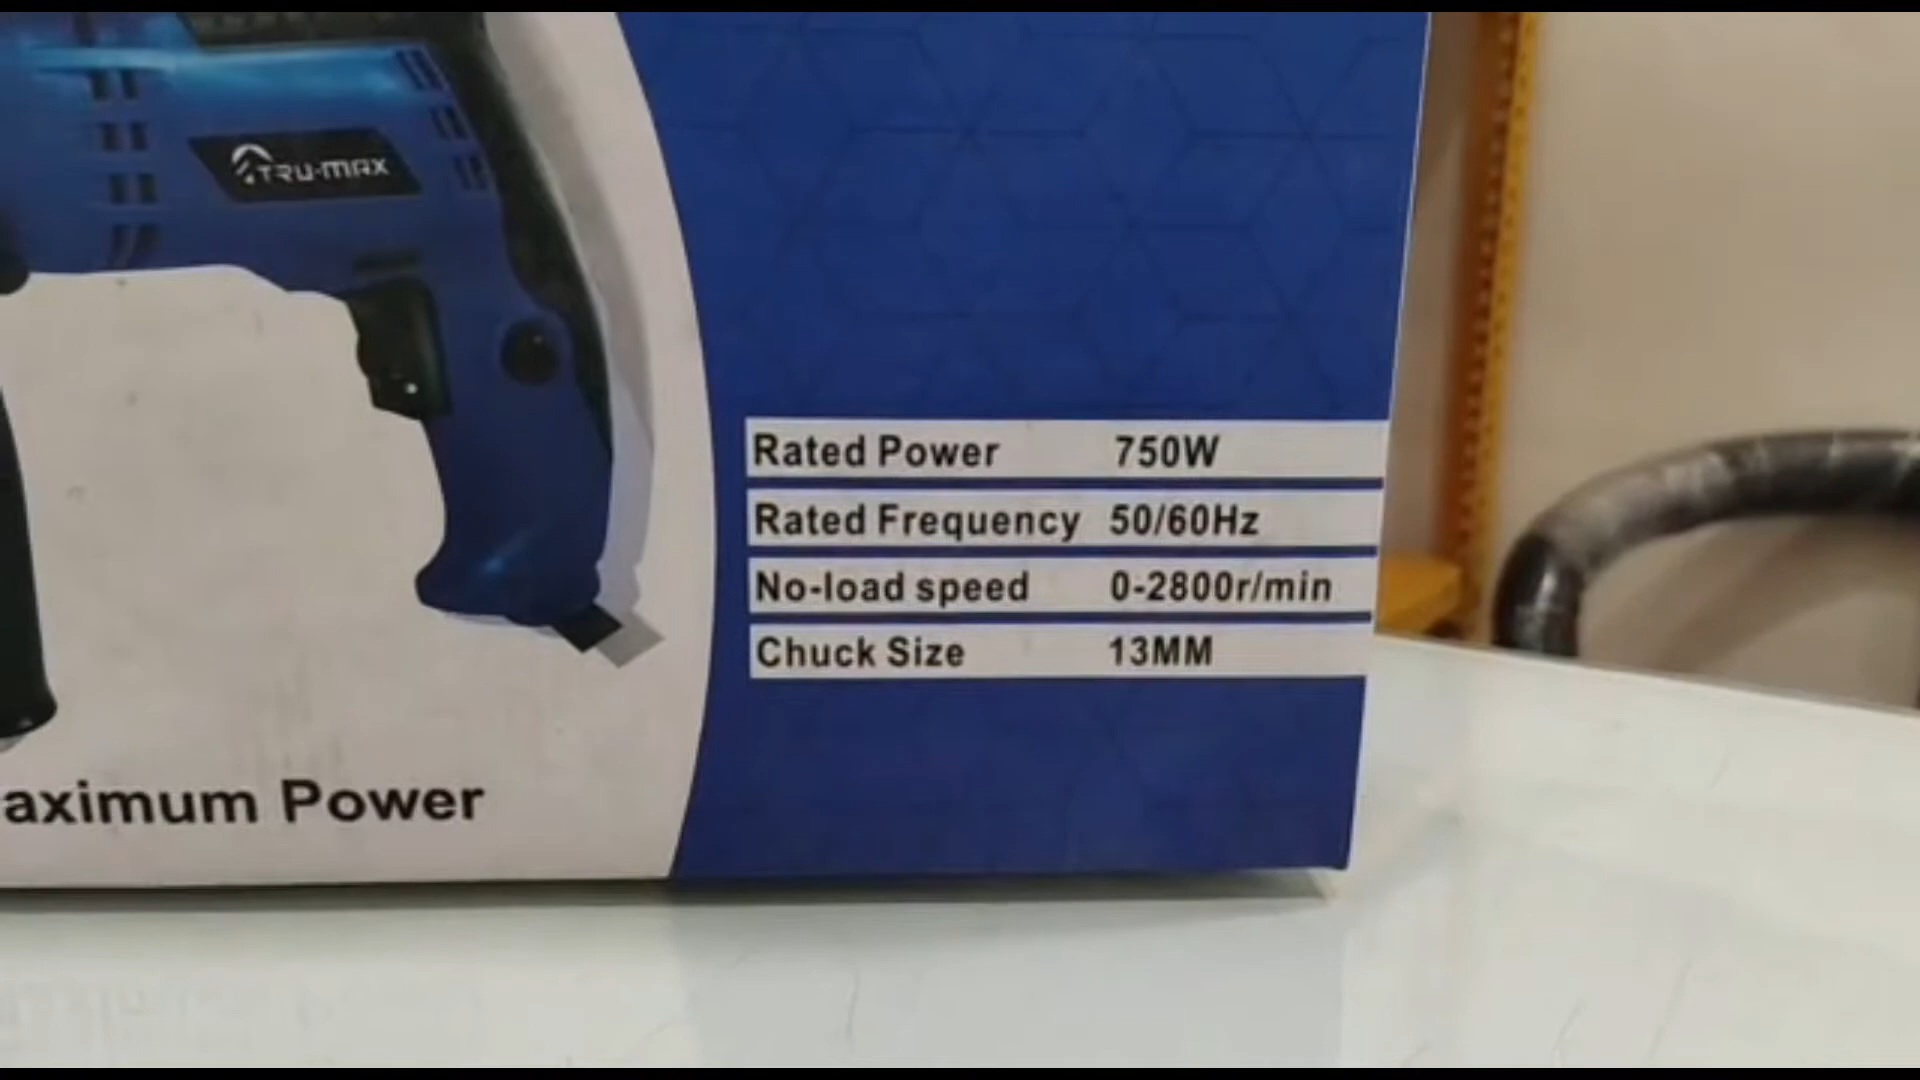 TRU-MAX
Rated Power 750W
Rated Frequency 50/60Hz
No-load speed 0-2800r/min
Chuck Size 13MM
aximum Power